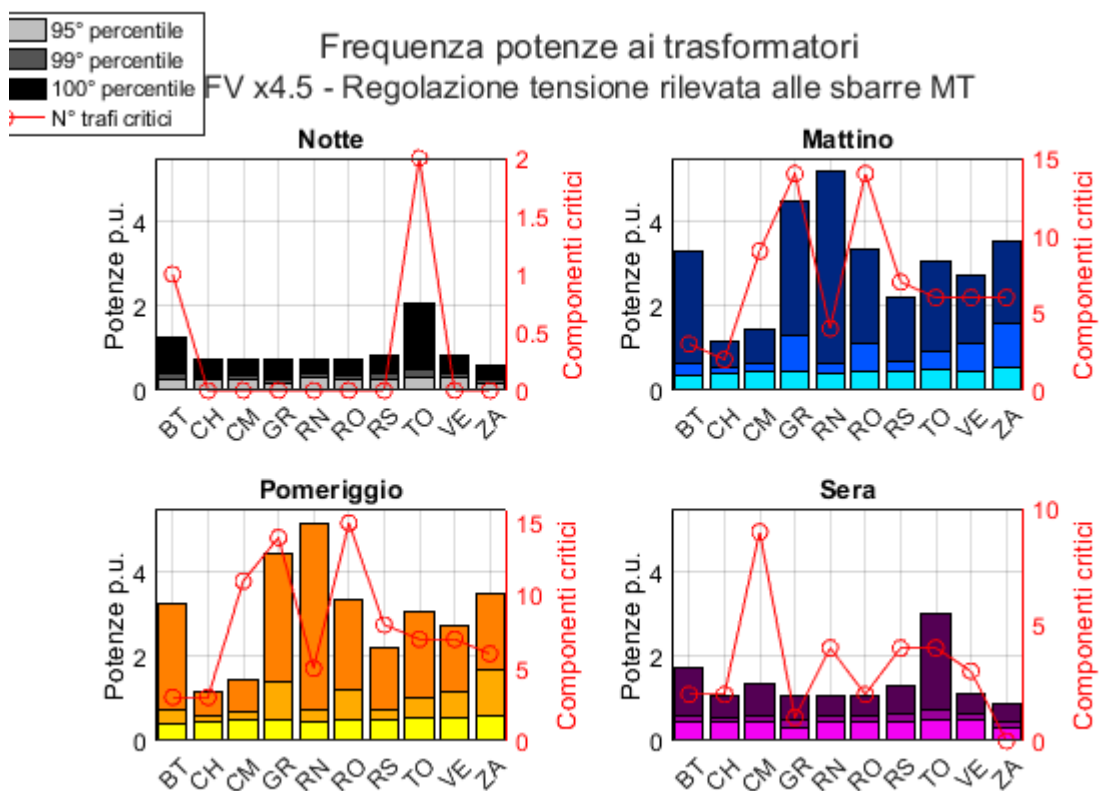 95° percentile
99° percentile
100° percentile
N° trafi critici
Frequenza potenze ai trasformatori
FV x4.5 - Regolazione tensione rilevata alle sbarre MT
Notte
Potenze p.u.
0
2
4
BT CH CM GR RN RO RS TO VE ZA
0
0.5
1
1.5
2
Componenti critici
Mattino
Potenze p.u.
0
2
4
BT CH CM GR RN RO RS TO VE ZA
0
5
10
15
Componenti critici
Pomeriggio
Potenze p.u.
0
2
4
BT CH CM GR RN RO RS TO VE ZA
0
5
10
15
Componenti critici
Sera
Potenze p.u.
0
2
4
BT CH CM GR RN RO RS TO VE ZA
0
5
10
Componenti critici